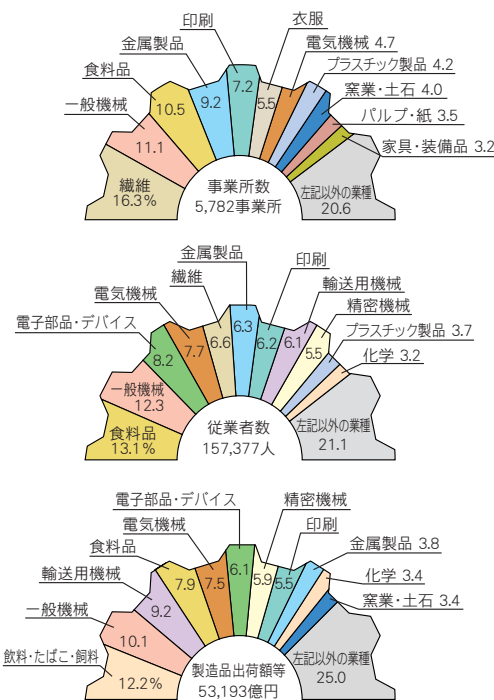 印刷
衣服
金属製品
電気機械 4.7
食料品
プラスチック製品 4.2
一般機械
窯業・土石 4.0
パルプ・紙 3.5
家具・装備品 3.2
7.2
5.5
9.2
10.5
11.1
繊維
16.3%
事業所数
5,782事業所
左記以外の業種
20.6
金属製品
繊維
印刷
電気機械
輸送用機械
精密機械
電子部品・デバイス
プラスチック製品 3.7
化学 3.2
6.3
6.6
6.2
6.1
7.7
5.5
8.2
一般機械
12.3
食料品
13.1%
従業者数
157,377人
左記以外の業種
21.1
電子部品・デバイス
精密機械
電気機械
印刷
食料品
金属製品 3.8
輸送用機械
化学 3.4
一般機械
窯業・土石 3.4
飲料・たばこ・飼料
6.1
5.9
7.5
5.5
7.9
9.2
10.1
12.2%
製造品出荷額等
53,193億円
左記以外の業種
25.0